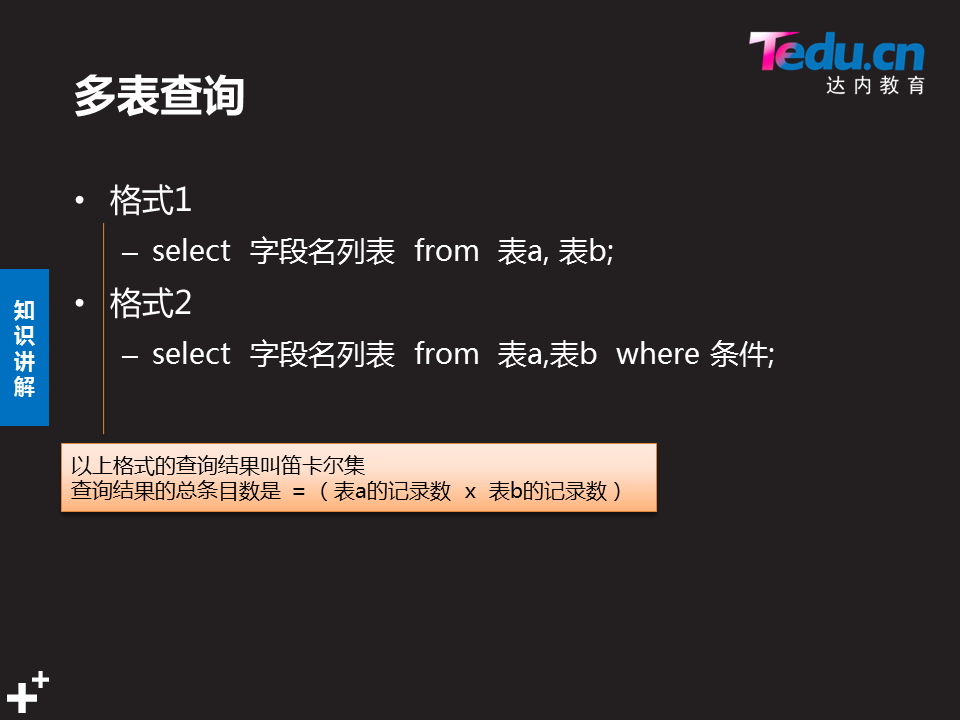 Tedu.cn
达内教育
多表查询
• 格式1
– select 字段名列表 from 表a, 表b;
• 格式2
– select 字段名列表 from 表a,表b where 条件;
知识讲解
以上格式的查询结果叫笛卡尔集
查询结果的总条目数是 =（ 表a的记录数 x 表b的记录数 ）